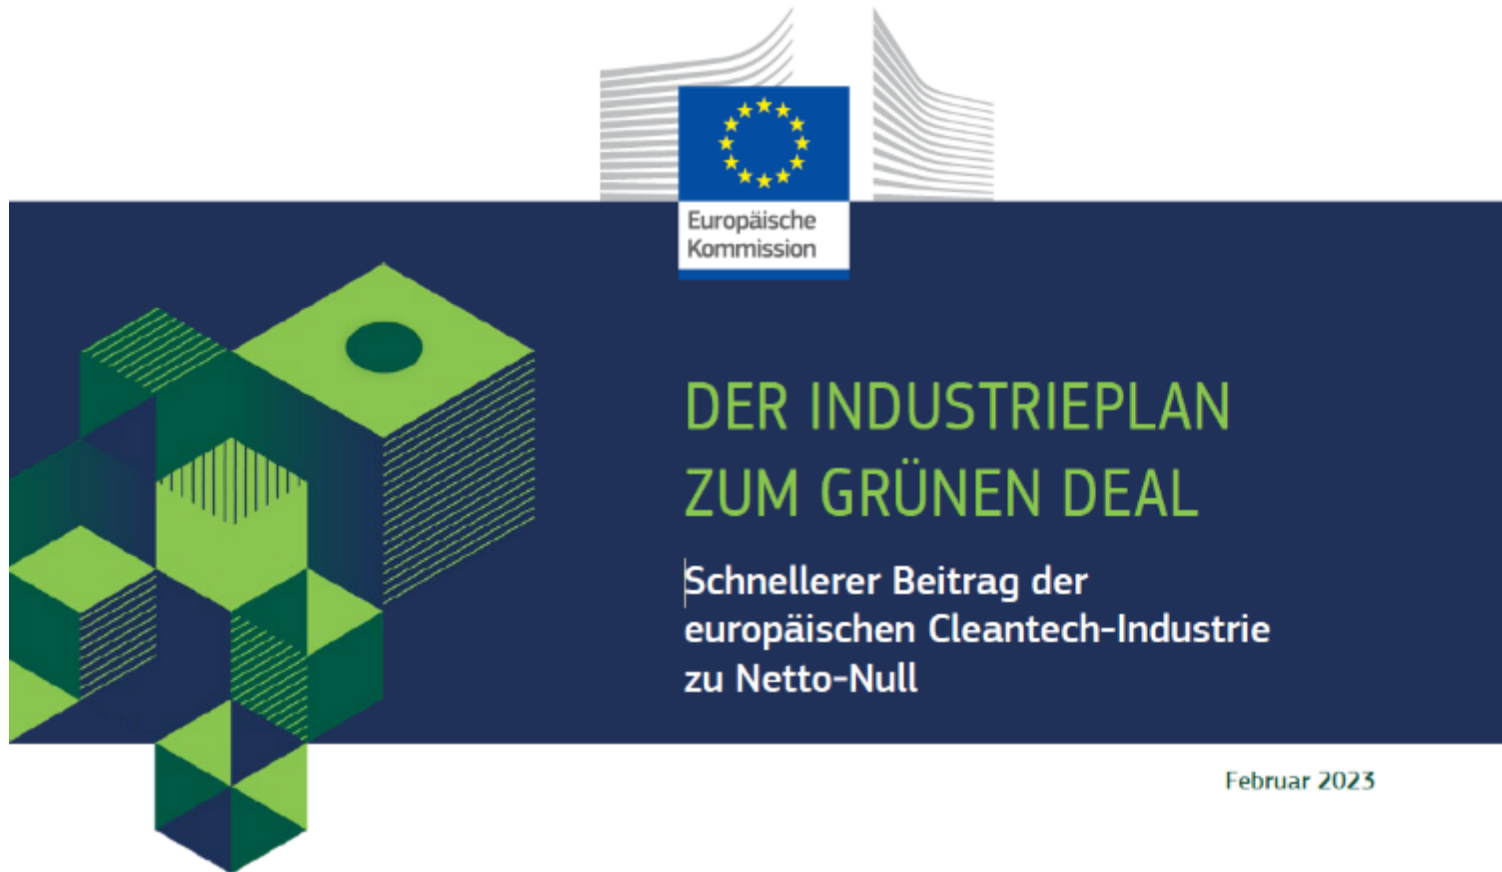 Europäische
Kommission
DER INDUSTRIEPLAN
ZUM GRÜNEN DEAL
Schnellerer Beitrag der
europäischen Cleantech-Industrie
zu Netto-Null
Februar 2023